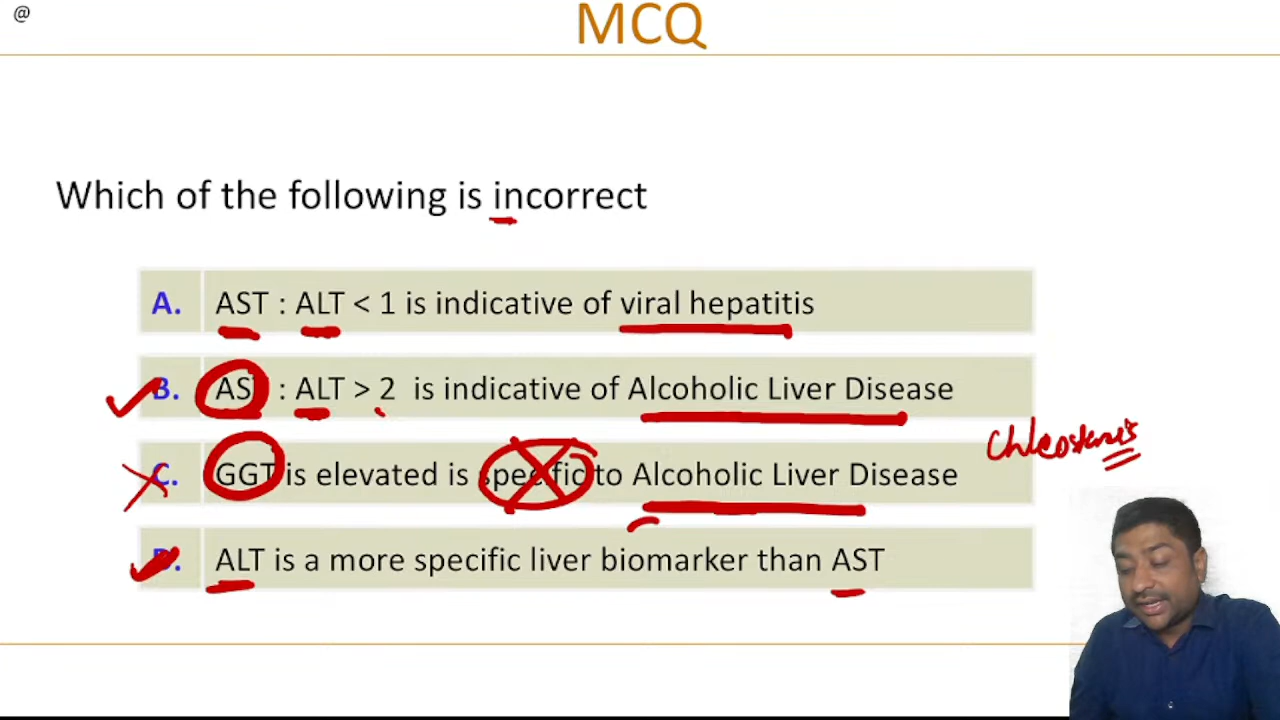 @
MCQ
Which of the following is incorrect
A. AST : ALT < 1 is indicative of viral hepatitis
B. AST : ALT > 2 is indicative of Alcoholic Liver Disease
C. GGT is elevated is specific to Alcoholic Liver Disease
D. ALT is a more specific liver biomarker than AST